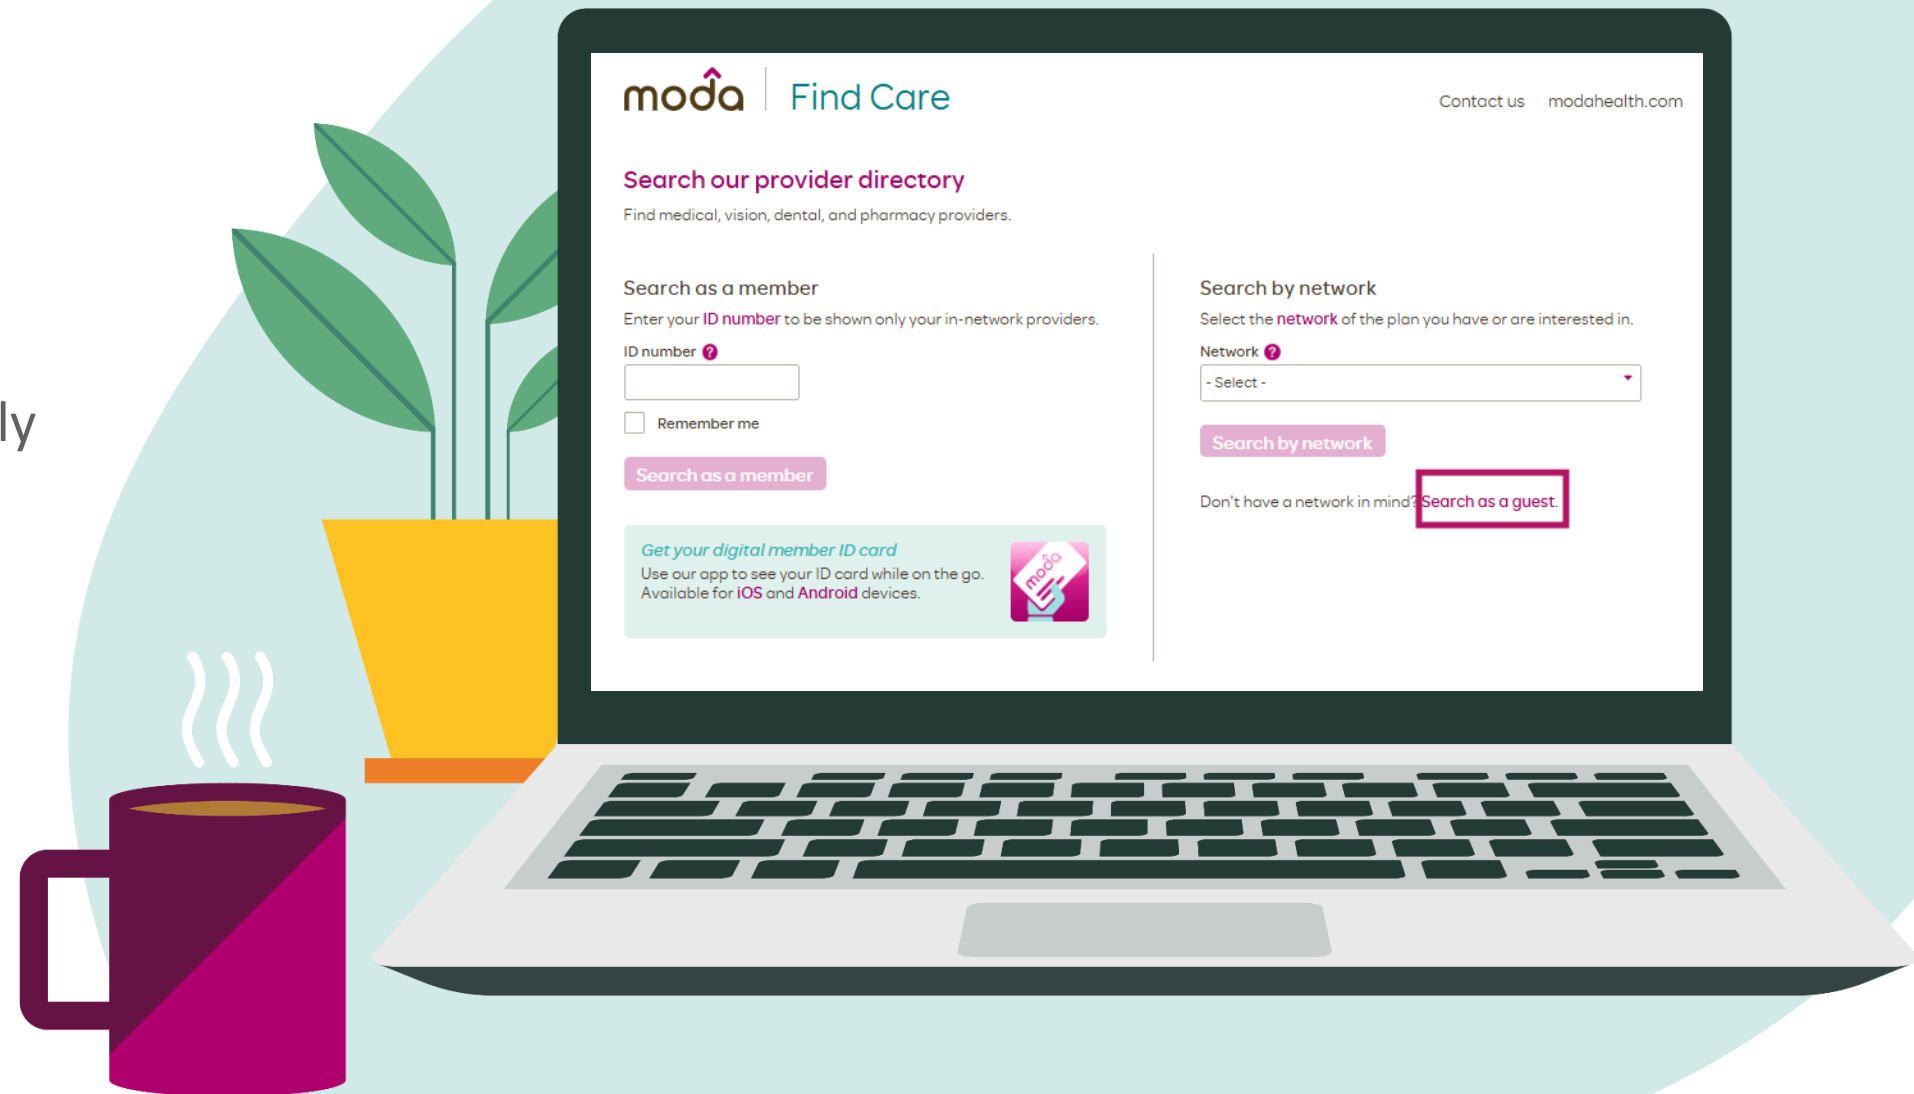 moda
Find Care
Contact us modahealth.com
Search our provider directory
Find medical, vision, dental, and pharmacy providers.
Search as a member
Enter your ID number to be shown only your in-network providers.
ID number ?
Remember me
Search as a member
Get your digital member ID card
Use our app to see your ID card while on the go.
Available for iOS and Android devices.
moda
Search by network
Select the network of the plan you have or are interested in.
Network ?
- Select -
Search by network
Don't have a network in mind? Search as a guest.
ly